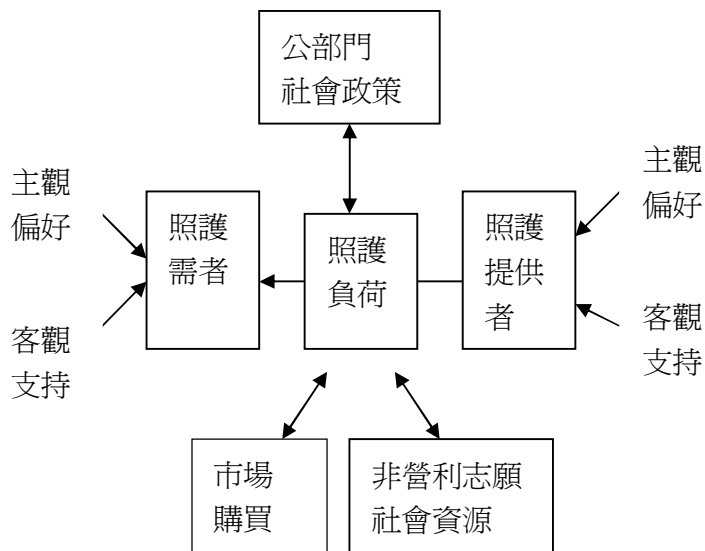 公部門
社會政策
主觀
偏好
客觀
支持
照護
需者
照護
負荷
照護
提供
者
主觀
偏好
客觀
支持
市場
購買
非營利志願
社會資源